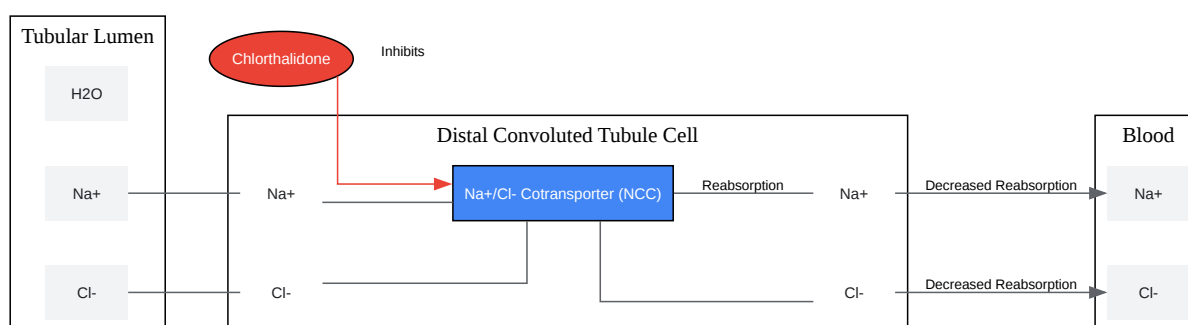 Tubular Lumen
Chlorthalidone
Inhibits
H2O
Distal Convoluted Tubule Cell
Blood
Na+
Na+
Na+/Cl- Cotransporter (NCC)
Reabsorption
Na+
Decreased Reabsorption
Na+
Cl-
Cl-
Cl-
Decreased Reabsorption
Cl-